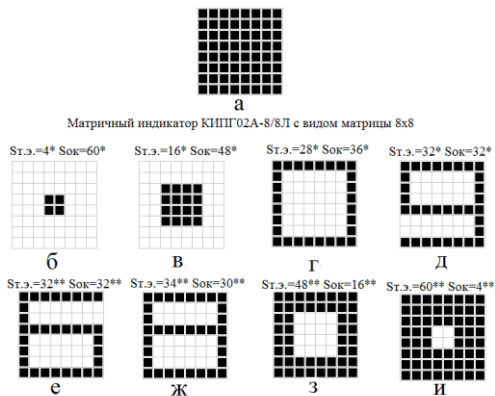 а
Матричный индикатор КИПГ02А-8/8Л с видом матрицы 8x8
Sт.э.=4* Sок=60* Sт.э.=16* Sок=48* Sт.э.=28* Sок=36* Sт.э.=32* Sок=32*
б в г д
Sт.э.=32** Sок=32** Sт.э.=34** Sок=30** Sт.э.=48** Sок=16** Sт.э.=60** Sок=4**
е ж з и